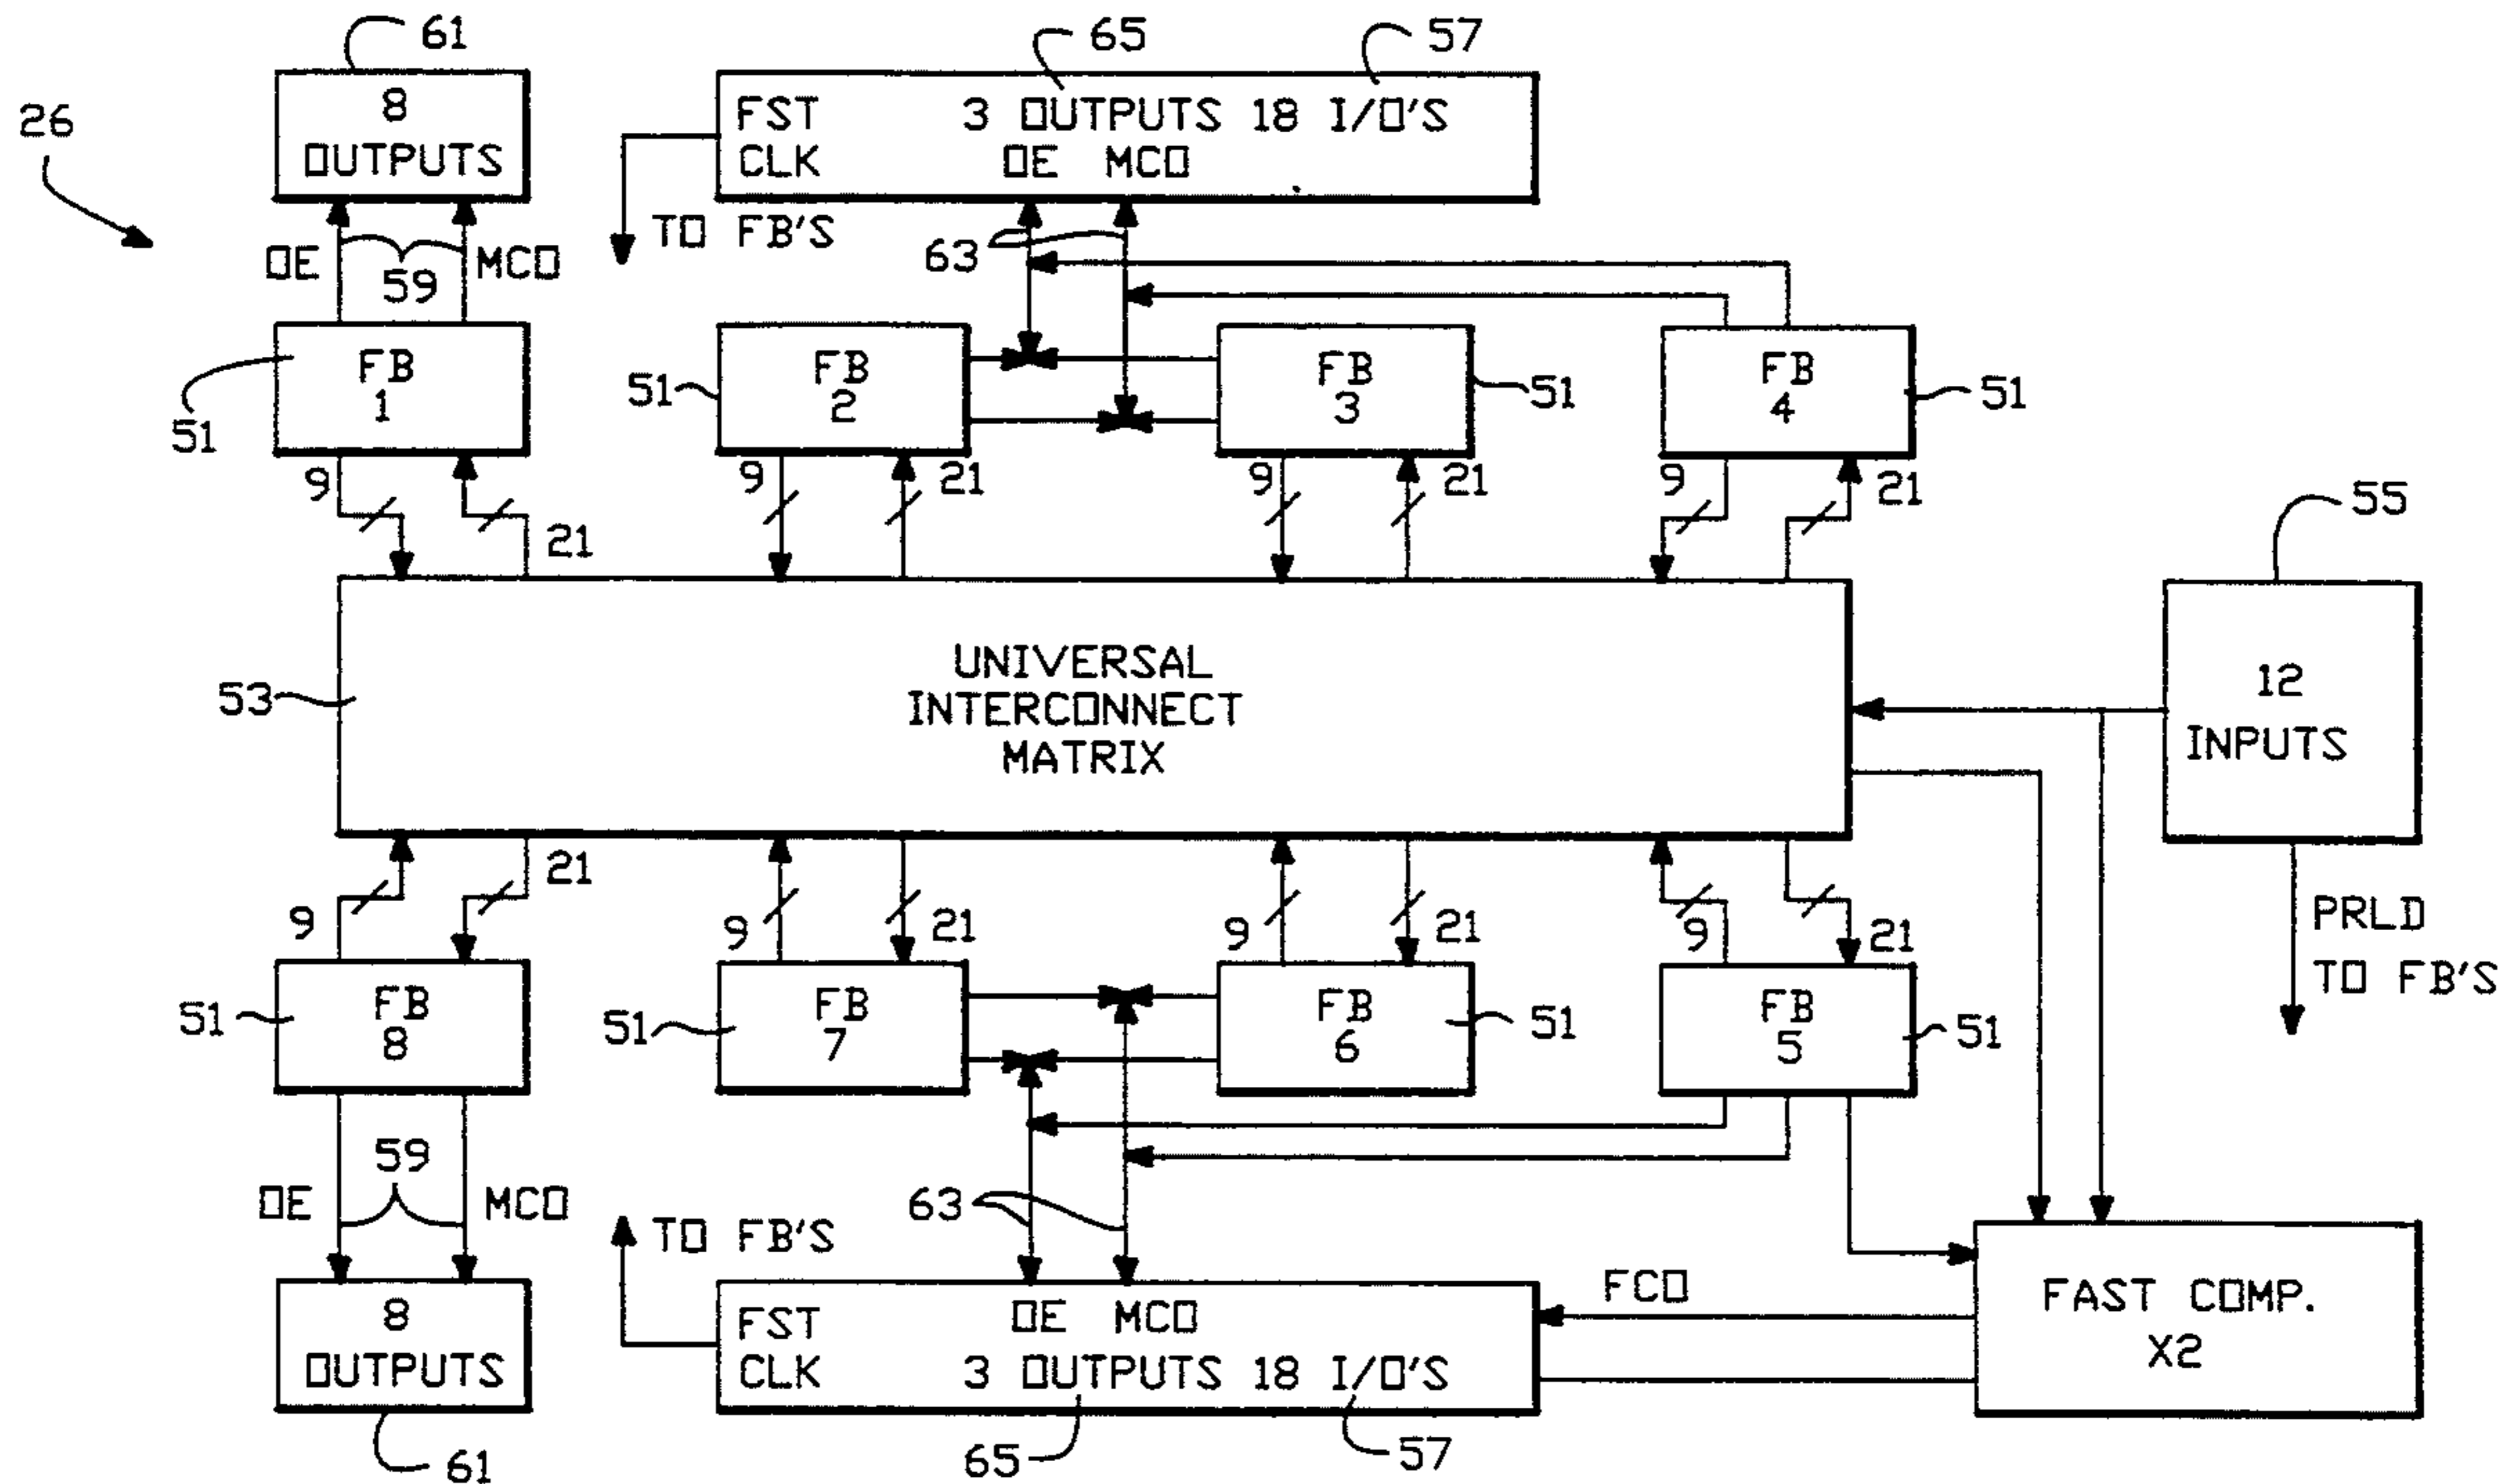 61
65
57
26
8
OUTPUTS
FST
CLK
3 OUTPUTS 18 I/O'S
OE MCO
TO FB'S
OE
59
MCO
63
FB
1
51
51
FB
2
FB
3
51
FB
4
51
9
21
9
21
9
21
9
21
55
53
UNIVERSAL
INTERCONNECT
MATRIX
12
INPUTS
9
21
9
21
9
21
9
21
PRLD
TO FB'S
51
FB
8
51
FB
7
FB
6
51
FB
5
51
OE
59
MCO
63
TO FB'S
8
OUTPUTS
FST
CLK
OE MCO
3 OUTPUTS 18 I/O'S
FCO
FAST COMP.
X2
61
65
57